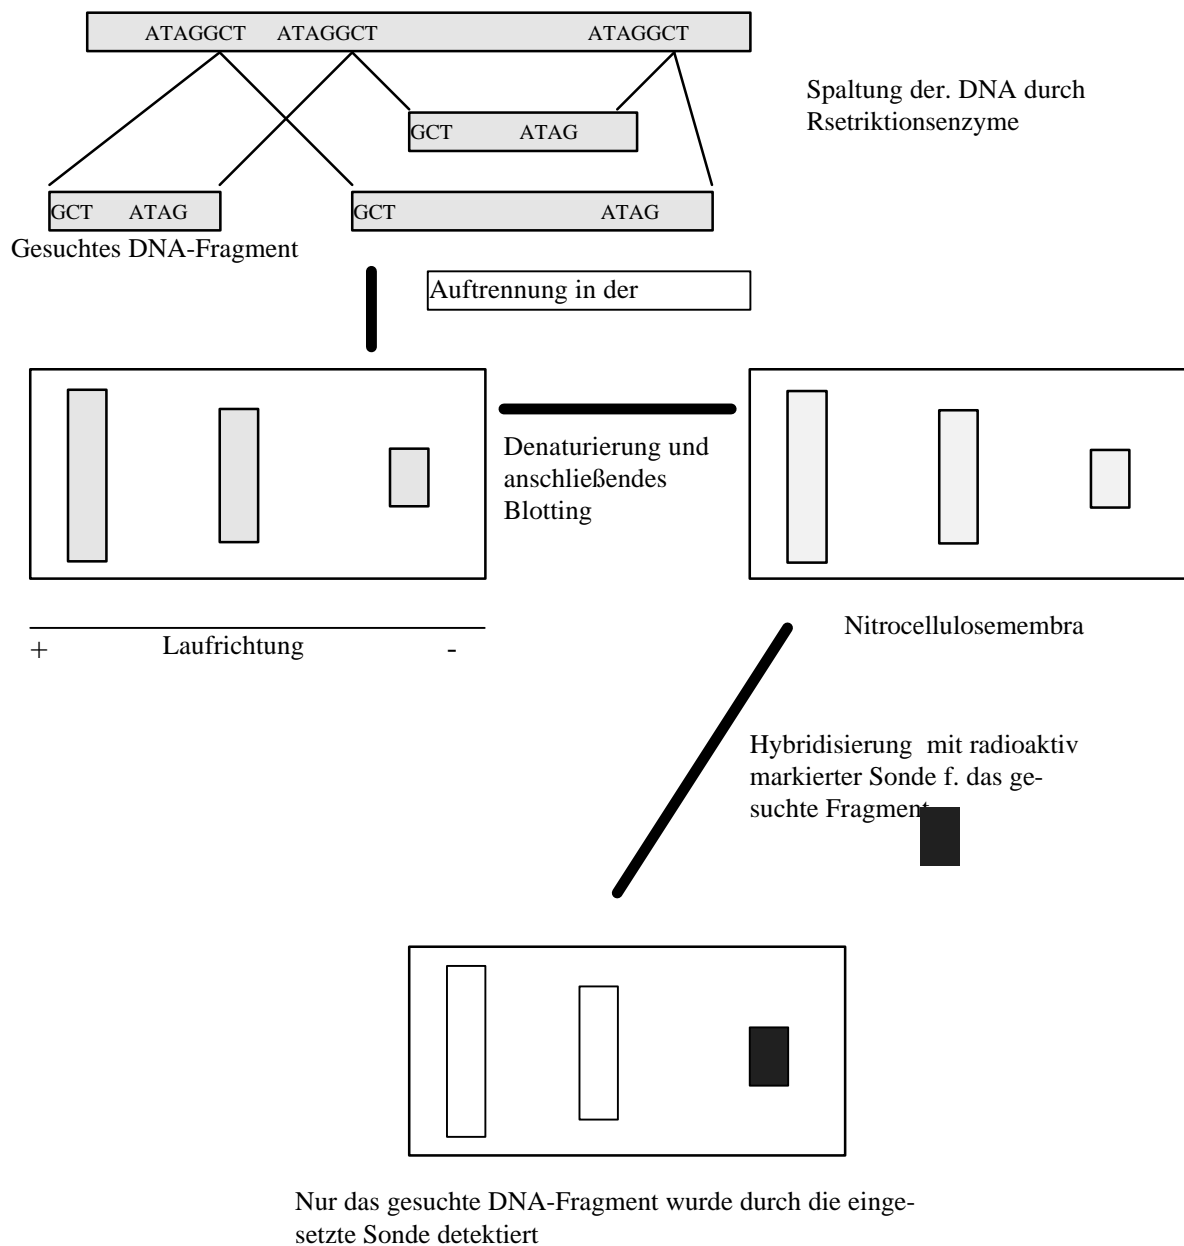 ATAGGCT ATAGGCT ATAGGCT
Spaltung der. DNA durch
Rsetriktionsenzyme
GCT ATAG
GCT ATAG GCT ATAG
Gesuchtes DNA-Fragment
Auftrennung in der
Denaturierung und
anschließendes
Blotting
+ Laufrichtung -
Nitrocellulosemembra
Hybridisierung mit radioaktiv
markierter Sonde f. das ge-
suchte Fragment
Nur das gesuchte DNA-Fragment wurde durch die einge-
setzte Sonde detektiert